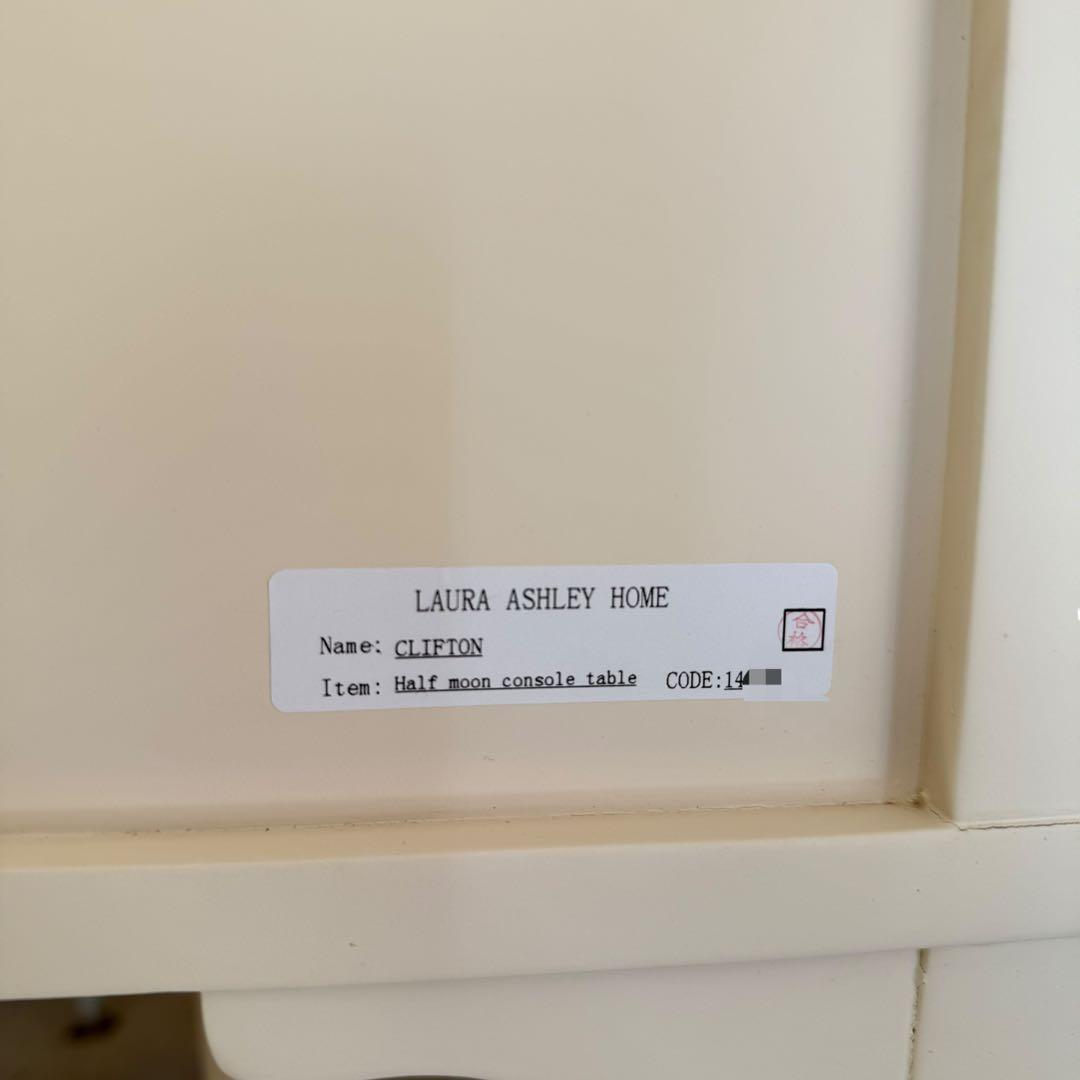 LAURA ASHLEY HOME
Name: CLIFTON
合格
Item: Half moon console table CODE:14